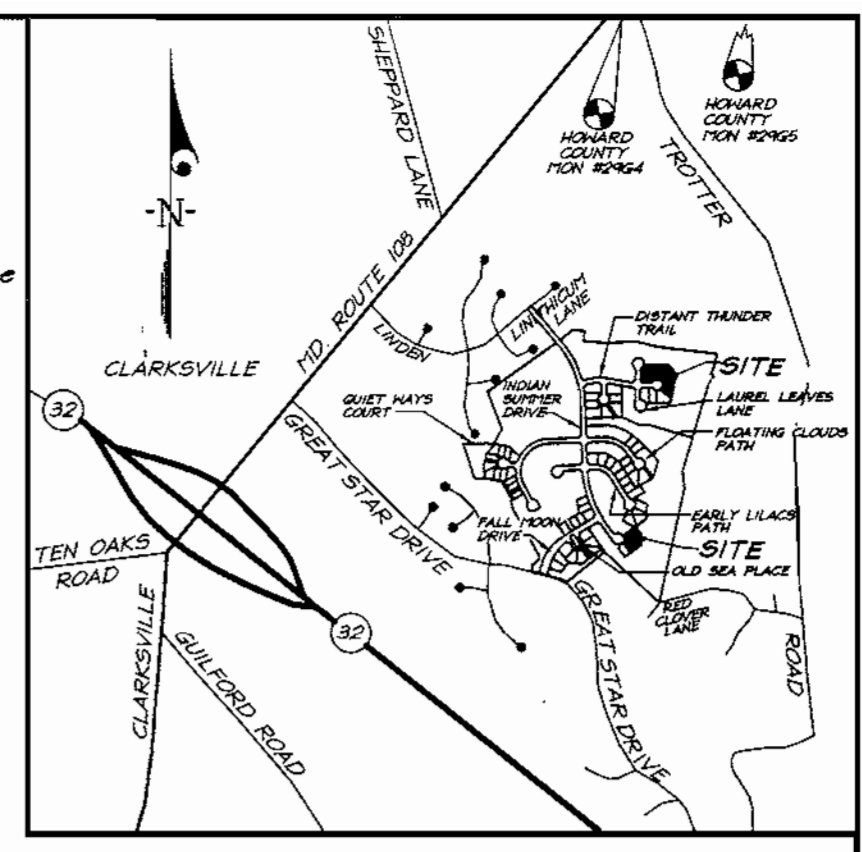 SHEPPARD LANE
HOWARD
COUNTY
MON #29G5
HOWARD
COUNTY
MON #29G4
TROTTER
-N-
MD. ROUTE 108
CLARKSVILLE
LINTHICUM
LANE
LINDEN
DISTANT THUNDER
TRAIL
SITE
INDIAN
SUMMER
DRIVE
LAUREL LEAVES
LANE
QUIET WAYS
COURT
FLOATING CLOUDS
PATH
32
GREAT STAR DRIVE
FALL MOON
DRIVE
EARLY LILACS
PATH
SITE
OLD SEA PLACE
TEN OAKS
ROAD
RED
CLOVER
LANE
32
GREAT STAR DRIVE
ROAD
CLARKSVILLE
GUILFORD ROAD